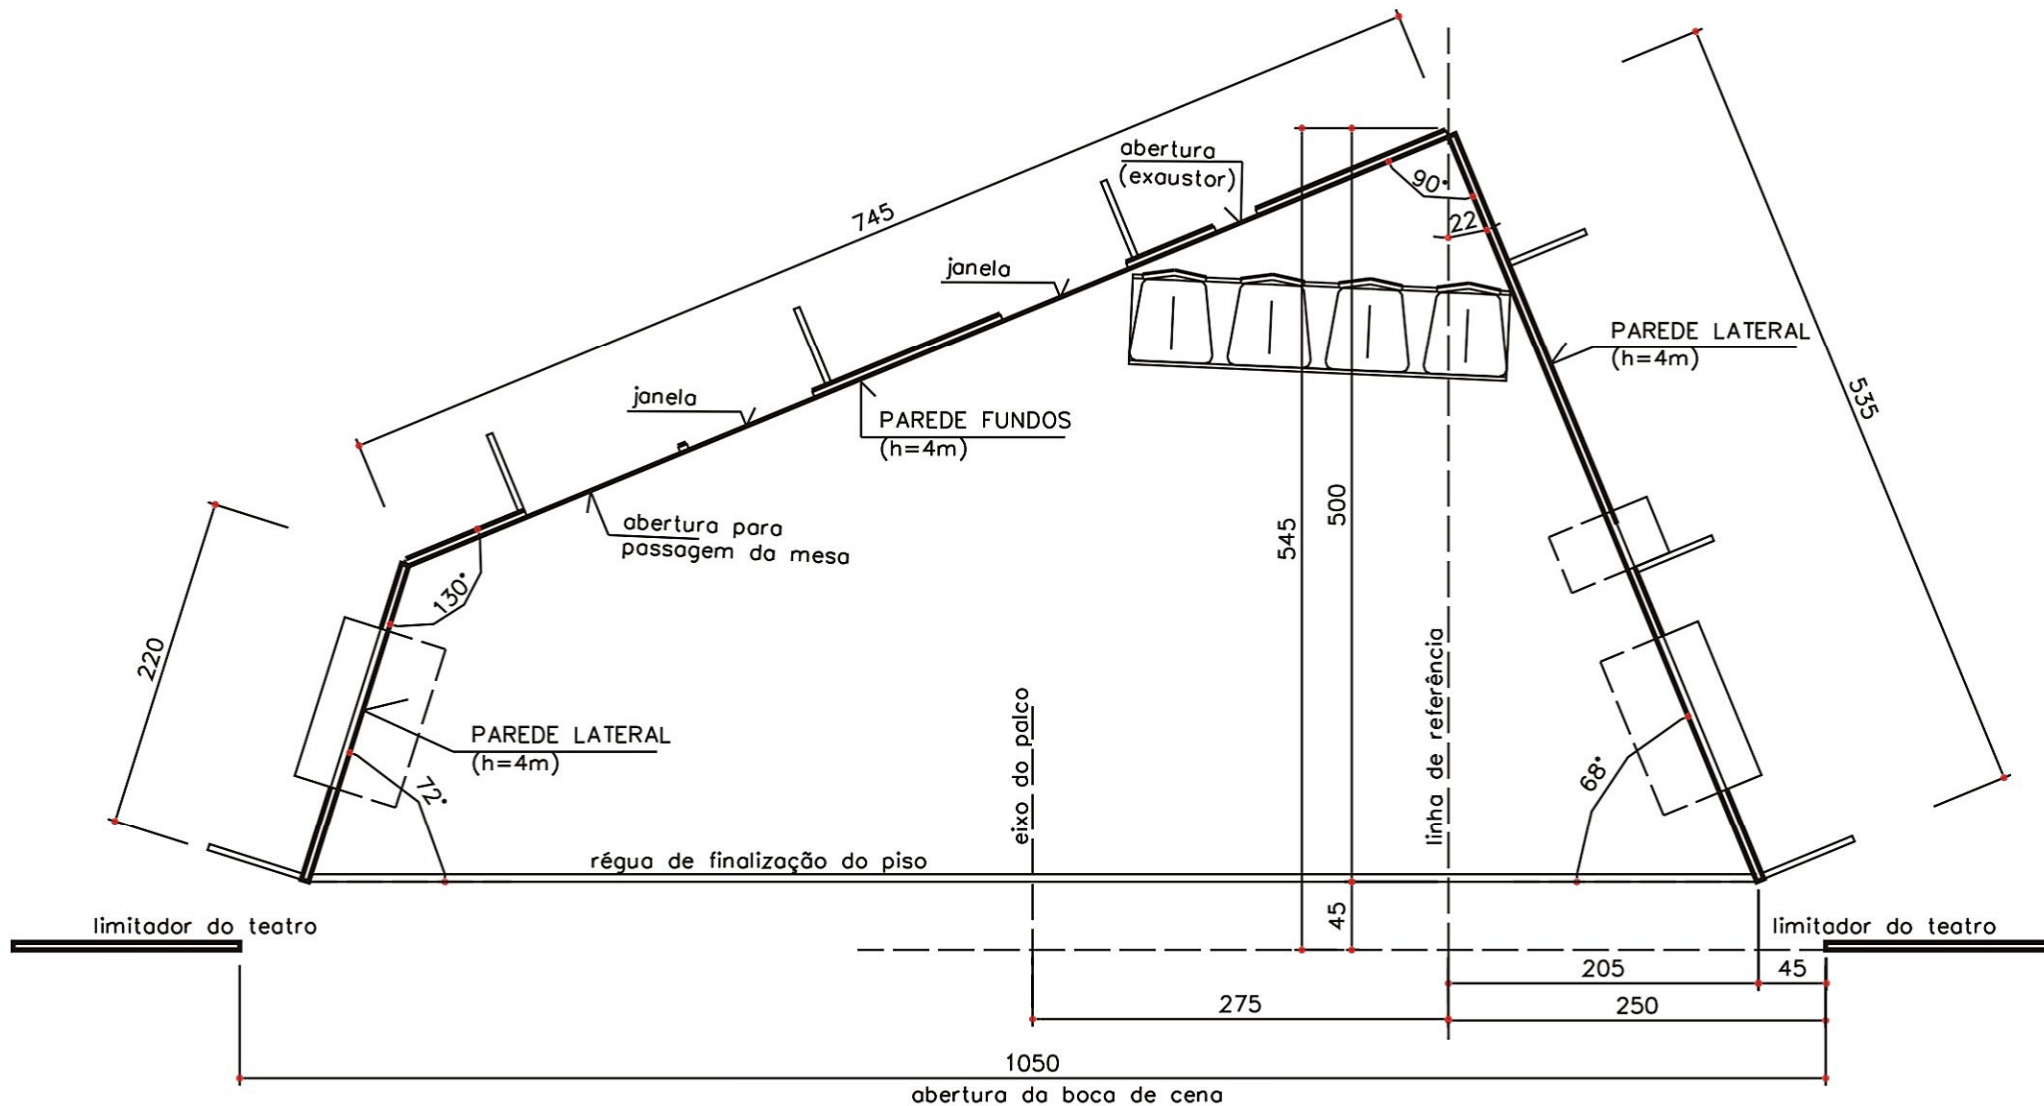 745
abertura
(exaustor)
90°
22
janela
PAREDE LATERAL
(h=4m)
535
janela
PAREDE FUNDOS
(h=4m)
545
500
abertura para
passagem da mesa
130°
220
PAREDE LATERAL
(h=4m)
72°
eixo do palco
linha de referência
68°
régua de finalização do piso
45
limitador do teatro
limitador do teatro
205
45
275
250
1050
abertura da boca de cena